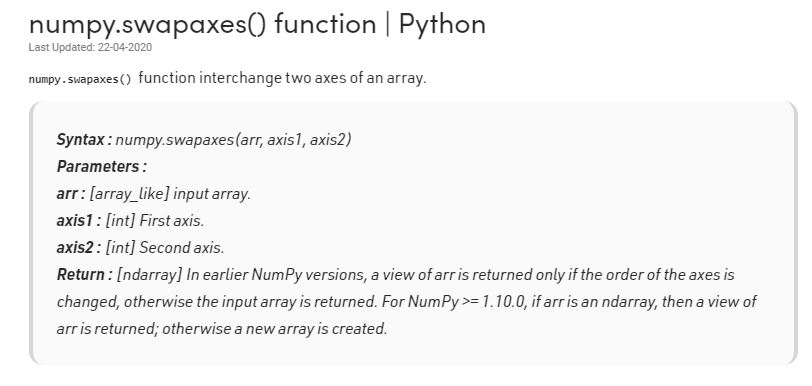 numpy.swapaxes() function | Python
Last Updated: 22-04-2020
numpy.swapaxes() function interchange two axes of an array.
Syntax : numpy.swapaxes(arr, axis1, axis2)
Parameters :
arr : [array_like] input array.
axis1 : [int] First axis.
axis2 : [int] Second axis.
Return : [ndarray] In earlier NumPy versions, a view of arr is returned only if the order of the axes is
changed, otherwise the input array is returned. For NumPy >= 1.10.0, if arr is an ndarray, then a view of
arr is returned; otherwise a new array is created.